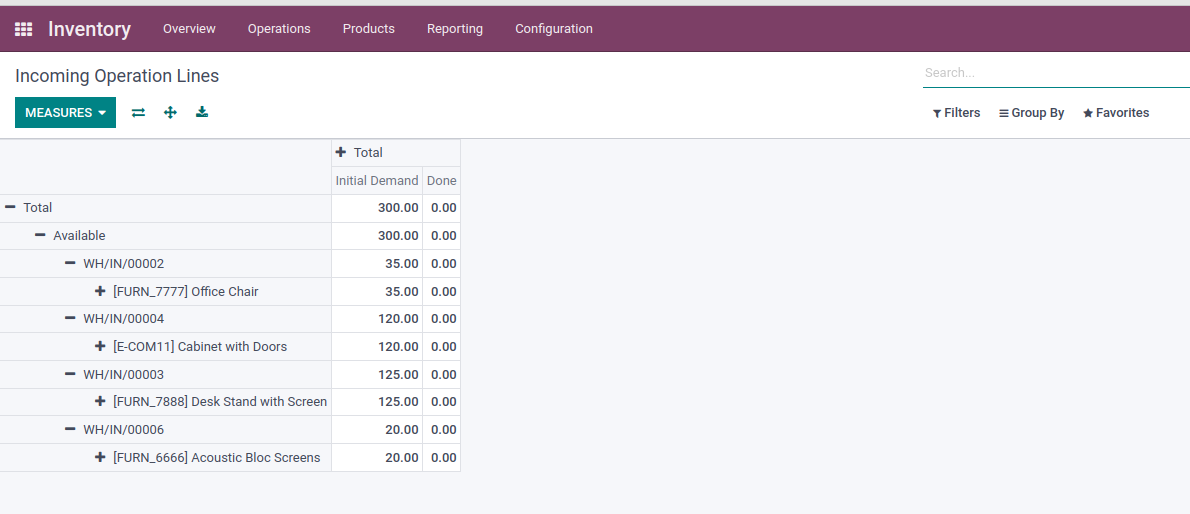 Inventory Overview Operations Products Reporting Configuration
Incoming Operation Lines
Search...
MEASURES
Filters Group By Favorites
Total
Initial Demand Done
Total 300.00 0.00
Available 300.00 0.00
WH/IN/00002 35.00 0.00
[FURN_7777] Office Chair 35.00 0.00
WH/IN/00004 120.00 0.00
[E-COM11] Cabinet with Doors 120.00 0.00
WH/IN/00003 125.00 0.00
[FURN_7888] Desk Stand with Screen 125.00 0.00
WH/IN/00006 20.00 0.00
[FURN_6666] Acoustic Bloc Screens 20.00 0.00